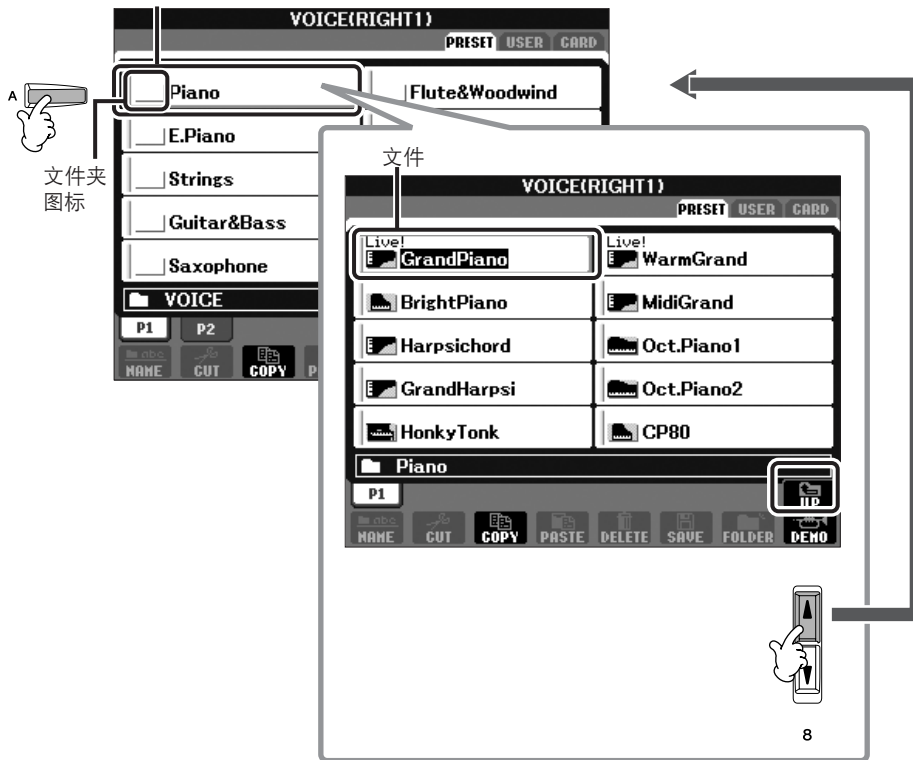 VOICE(RIGHT1)
PRESET USER CARD
A
Piano
Flute&Woodwind
E.Piano
文件夹
图标
Strings
Guitar&Bass
Saxophone
VOICE
P1 P2
NAME CUT COPY P
文件
VOICE(RIGHT1)
PRESET USER CARD
Live!
GrandPiano
Live!
WarmGrand
BrightPiano
MidiGrand
Harpsichord
Oct.Piano1
GrandHarpsi
Oct.Piano2
HonkyTonk
CP80
Piano
P1
UP
NAME CUT COPY PASTE DELETE SAVE FOLDER DEMO
8